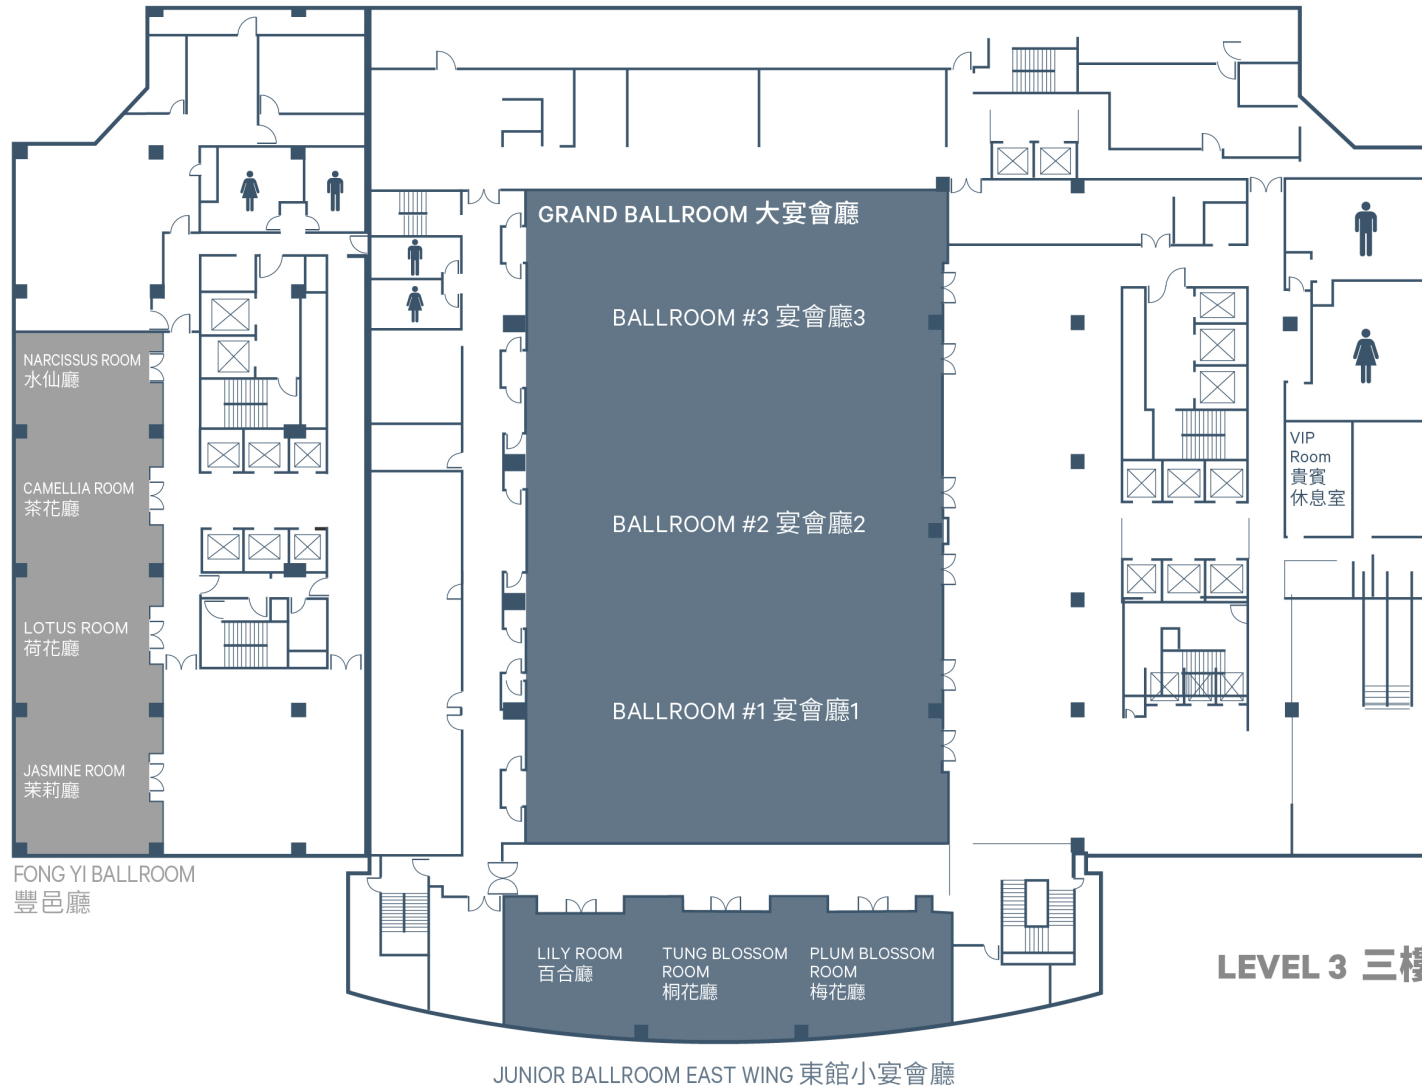 GRAND BALLROOM 大宴會廳
BALLROOM #3 宴會廳3
NARCISSUS ROOM
水仙廳
VIP
Room
貴賓
休息室
CAMELLIA ROOM
茶花廳
BALLROOM #2 宴會廳2
LOTUS ROOM
荷花廳
BALLROOM #1 宴會廳1
JASMINE ROOM
茉莉廳
FONG YI BALLROOM
豐邑廳
LILY ROOM
百合廳
TUNG BLOSSOM
ROOM
桐花廳
PLUM BLOSSOM
ROOM
梅花廳
LEVEL 3 三樓
JUNIOR BALLROOM EAST WING 東館小宴會廳